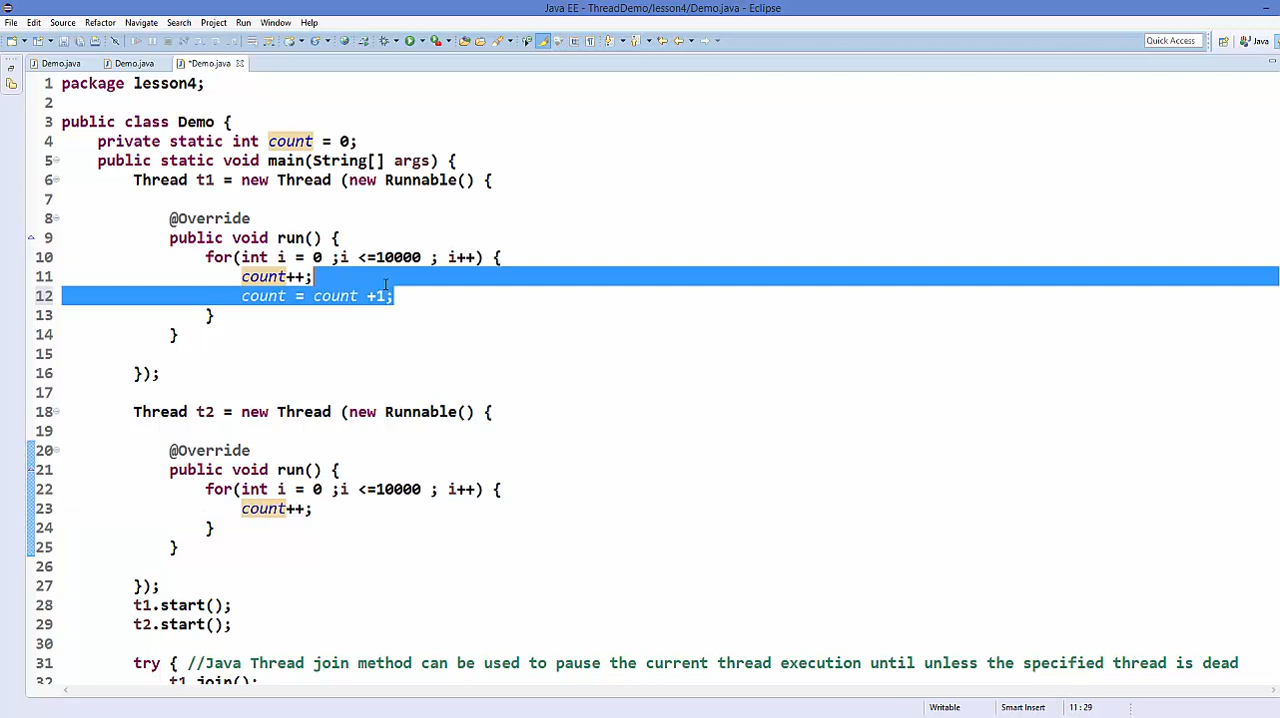 Java EE - ThreadDemo/lesson4/Demo.java - Eclipse
File Edit Source Refactor Navigate Search Project Run Window Help
Quick Access
Java
Demo.java Demo.java *Demo.java
1 package lesson4;
2
3 public class Demo {
4 private static int count = 0;
5 public static void main(String[] args) {
6 Thread t1 = new Thread (new Runnable() {
7
8 @Override
9 public void run() {
10 for(int i = 0 ;i <=10000 ; i++) {
11 count++;
12 count = count +1;
13 }
14 }
15
16 });
17
18 Thread t2 = new Thread (new Runnable() {
19
20 @Override
21 public void run() {
22 for(int i = 0 ;i <=10000 ; i++) {
23 count++;
24 }
25 }
26
27 });
28 t1.start();
29 t2.start();
30
31 try { //Java Thread join method can be used to pause the current thread execution until unless the specified thread is dead
32 t1.join();
Writable Smart Insert 11 : 29